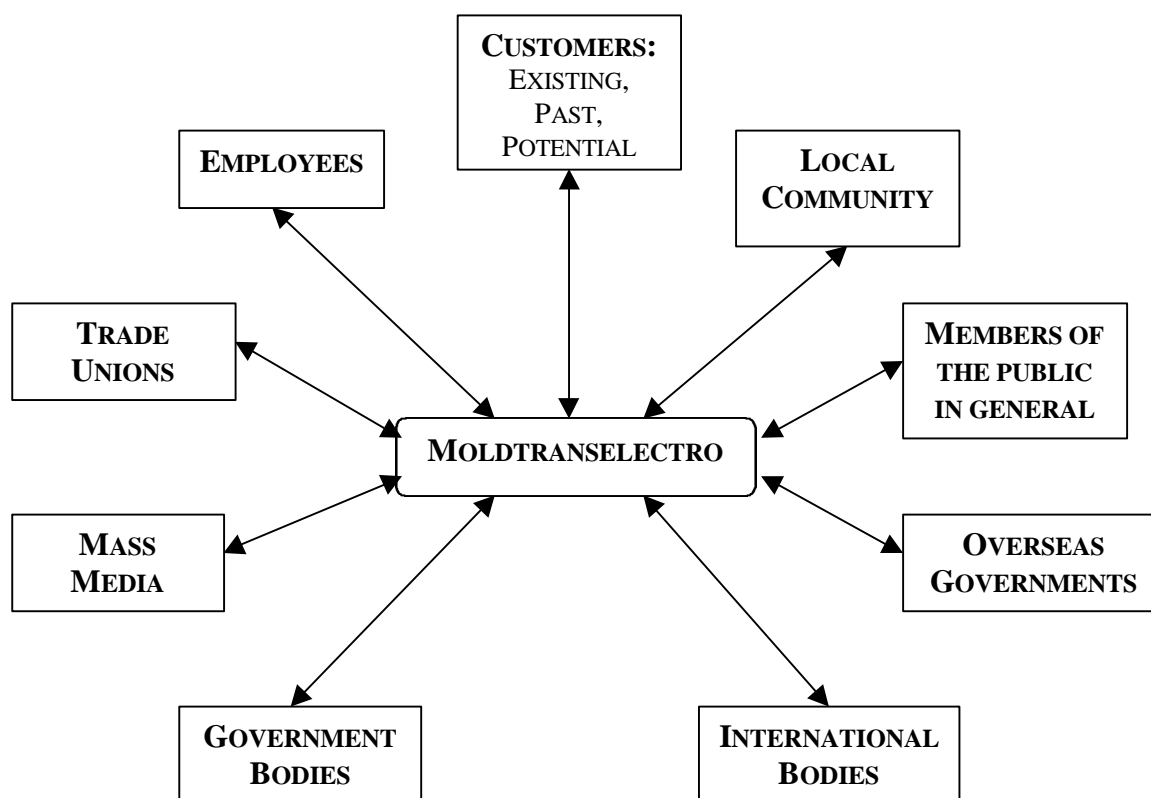 CUSTOMERS:
EXISTING,
PAST,
POTENTIAL
EMPLOYEES
LOCAL
COMMUNITY
TRADE
UNIONS
MEMBERS OF
THE PUBLIC
IN GENERAL
MOLDTRANSELECTRO
MASS
MEDIA
OVERSEAS
GOVERNMENTS
GOVERNMENT
BODIES
INTERNATIONAL
BODIES